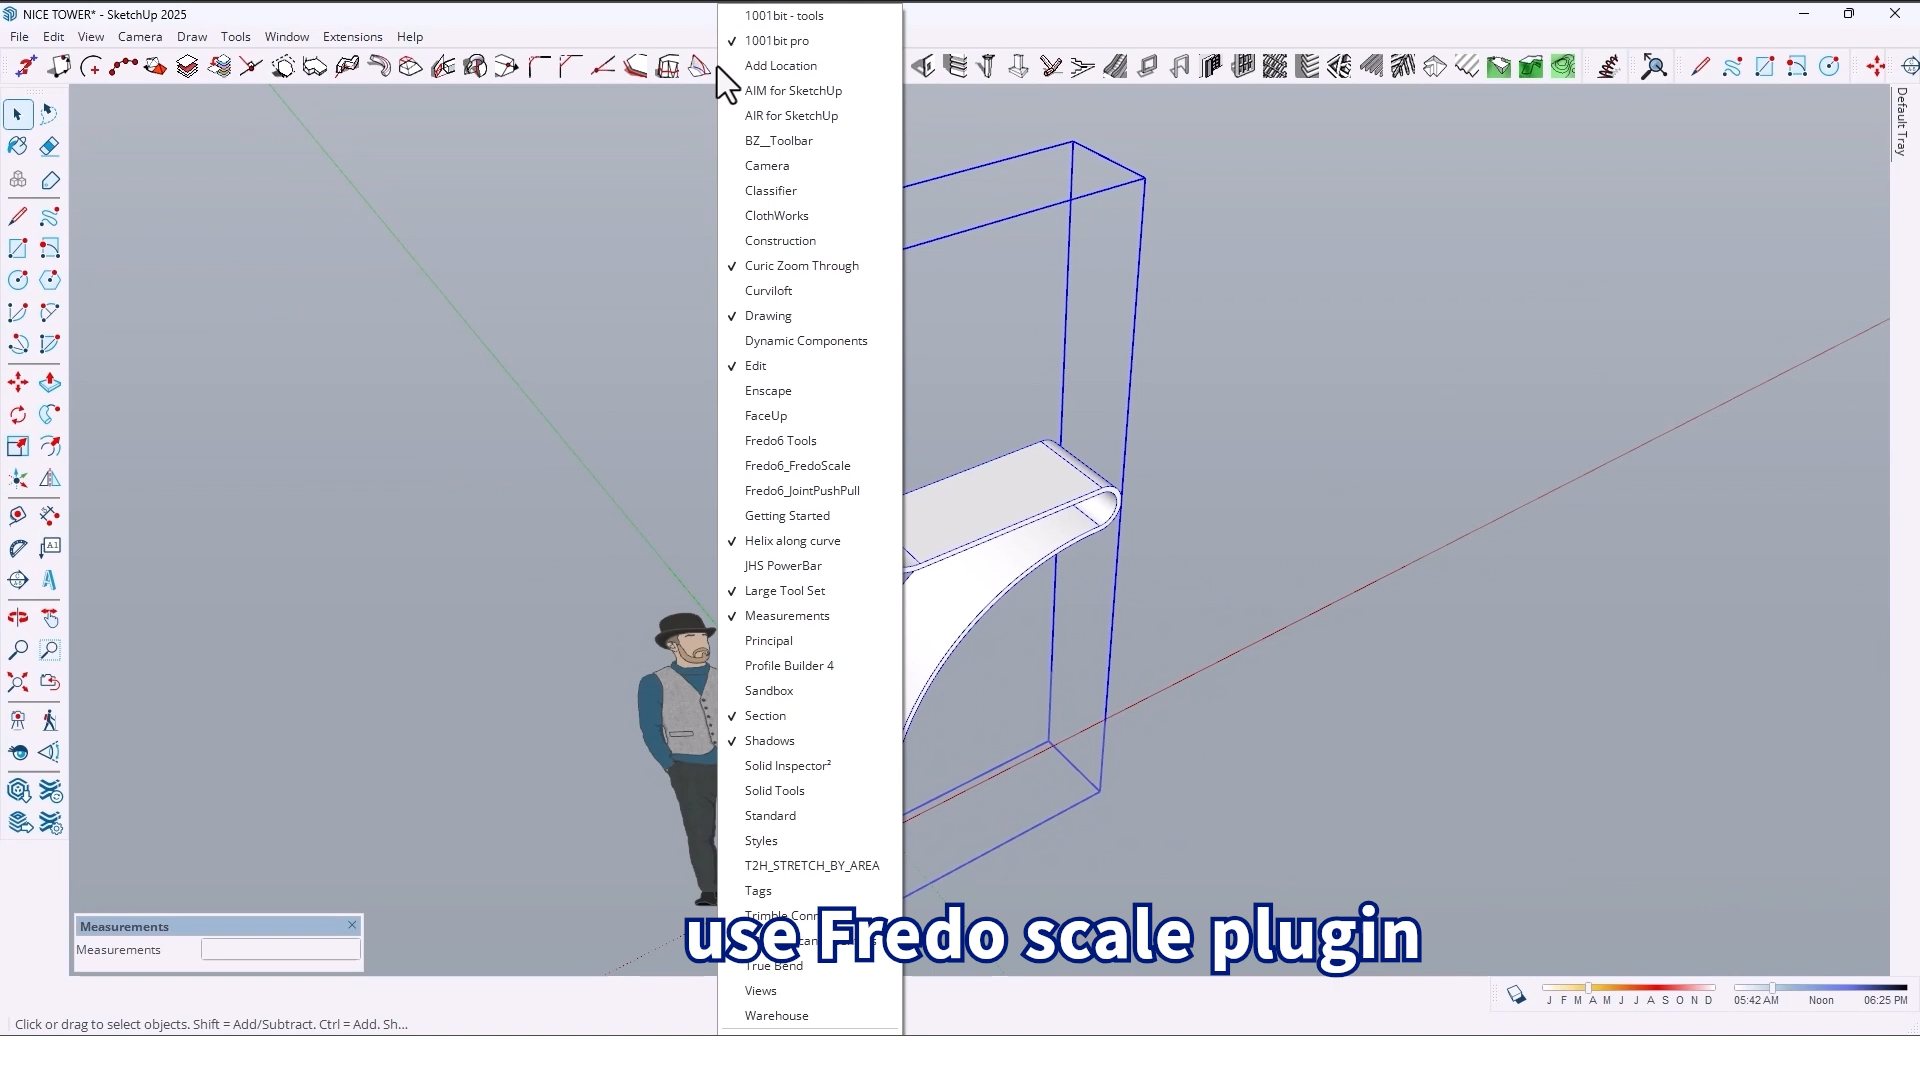 NICE TOWER* - SketchUp 2025
File Edit View Camera Draw Tools Window Extensions Help
1001bit - tools
✓ 1001bit pro
Add Location
AIM for SketchUp
AIR for SketchUp
BZ__Toolbar
Camera
Classifier
ClothWorks
Construction
✓ Curic Zoom Through
Curviloft
✓ Drawing
Dynamic Components
✓ Edit
Enscape
FaceUp
Fredo6 Tools
Fredo6_FredoScale
Fredo6_JointPushPull
Getting Started
✓ Helix along curve
JHS PowerBar
✓ Large Tool Set
✓ Measurements
Principal
Profile Builder 4
Sandbox
✓ Section
✓ Shadows
Solid Inspector²
Solid Tools
Standard
Styles
T2H_STRETCH_BY_AREA
Tags
Trimble
True Bend
Views
Warehouse
Default Tray
A1
A
use Fredo scale plugin
Measurements
Measurements
J F M A M J J A S O N D
05:42 AM Noon 06:25 PM
Click or drag to select objects. Shift = Add/Subtract. Ctrl = Add. Sh...